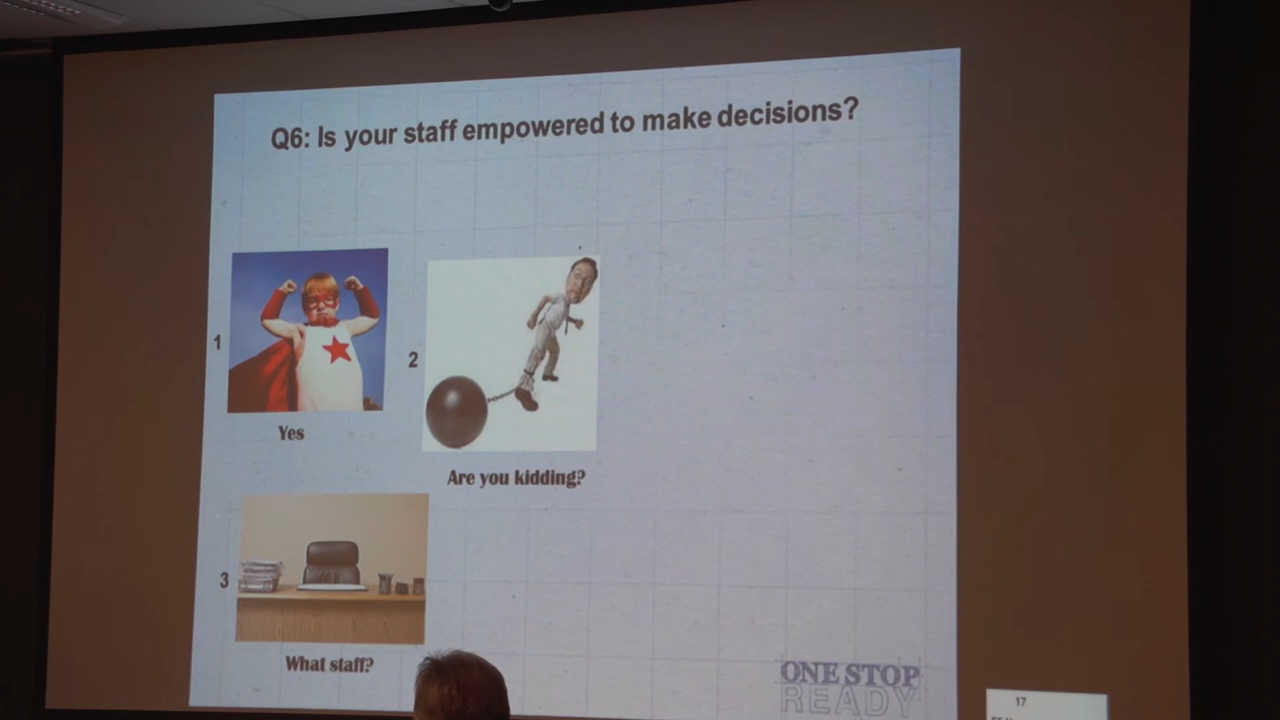 Q6: Is your staff empowered to make decisions?
1
Yes
2
Are you kidding?
3
What staff?
ONE STOP
READY
17